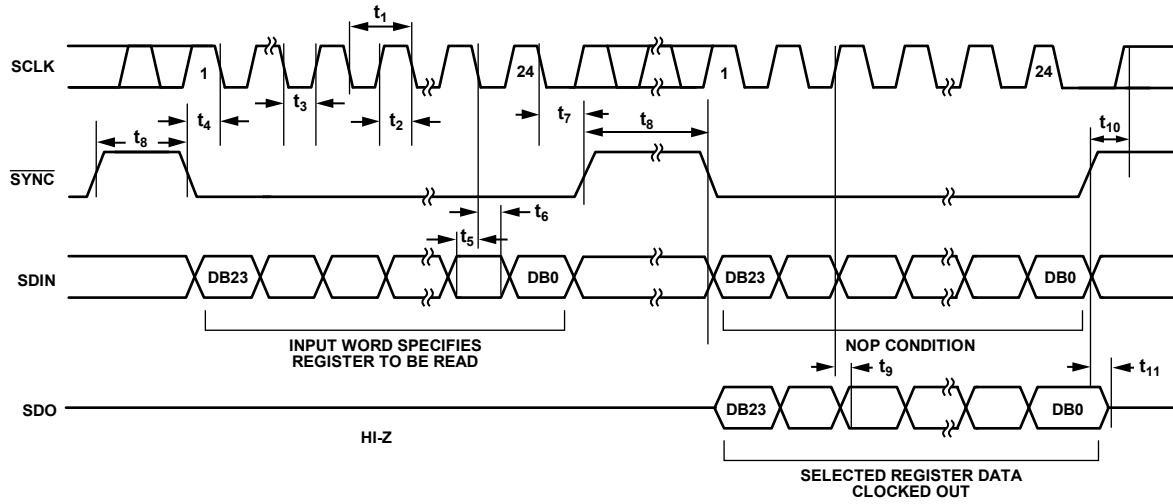 t1
SCLK
1
24
1
24
t3
t4
t2
t7
t8
t10
t8
SYNC
t6
t5
SDIN
DB23
DB0
DB23
DB0
INPUT WORD SPECIFIES
REGISTER TO BE READ
NOP CONDITION
t9
t11
SDO
DB23
DB0
HI-Z
SELECTED REGISTER DATA
CLOCKED OUT